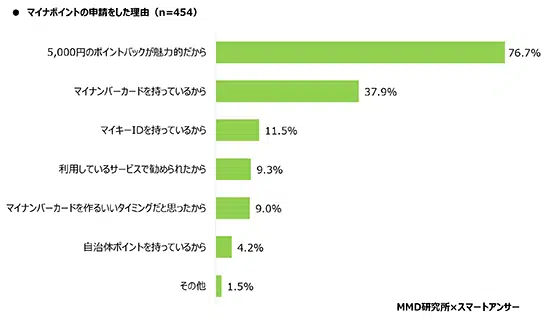 ● マイナポイントの申請をした理由（n=454）
5,000円のポイントバックが魅力的だから 76.7%
マイナンバーカードを持っているから 37.9%
マイキーIDを持っているから 11.5%
利用しているサービスで勧められたから 9.3%
マイナンバーカードを作るいいタイミングだと思ったから 9.0%
自治体ポイントを持っているから 4.2%
その他 1.5%
MMD研究所×スマートアンサー